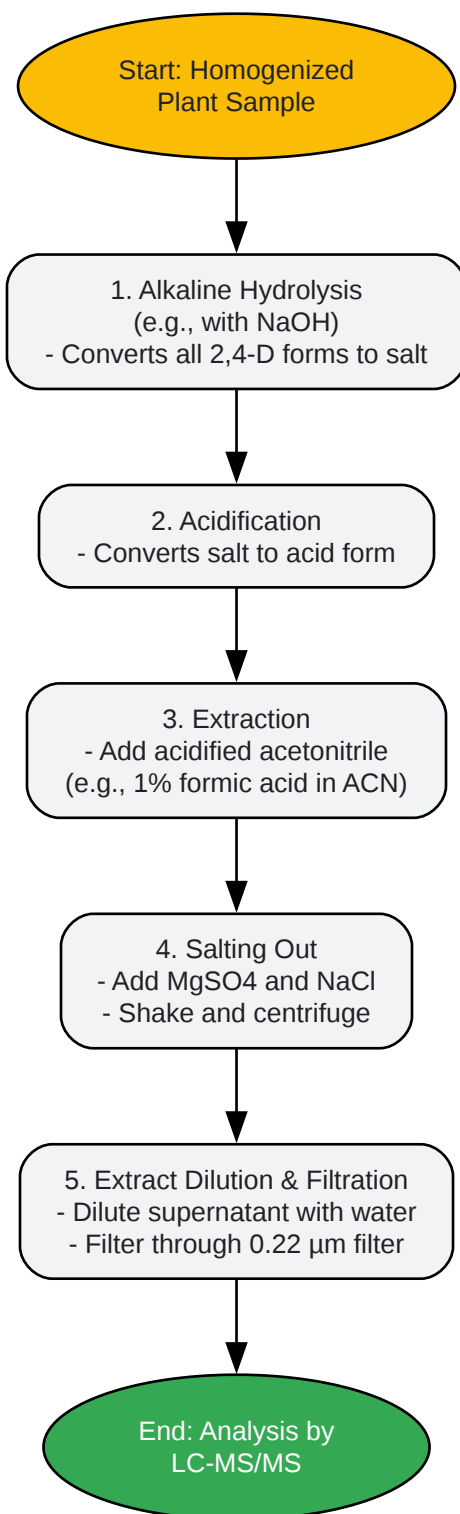 Start: Homogenized
Plant Sample
1. Alkaline Hydrolysis
(e.g., with NaOH)
- Converts all 2,4-D forms to salt
2. Acidification
- Converts salt to acid form
3. Extraction
- Add acidified acetonitrile
(e.g., 1% formic acid in ACN)
4. Salting Out
- Add MgSO4 and NaCl
- Shake and centrifuge
5. Extract Dilution & Filtration
- Dilute supernatant with water
- Filter through 0.22 µm filter
End: Analysis by
LC-MS/MS